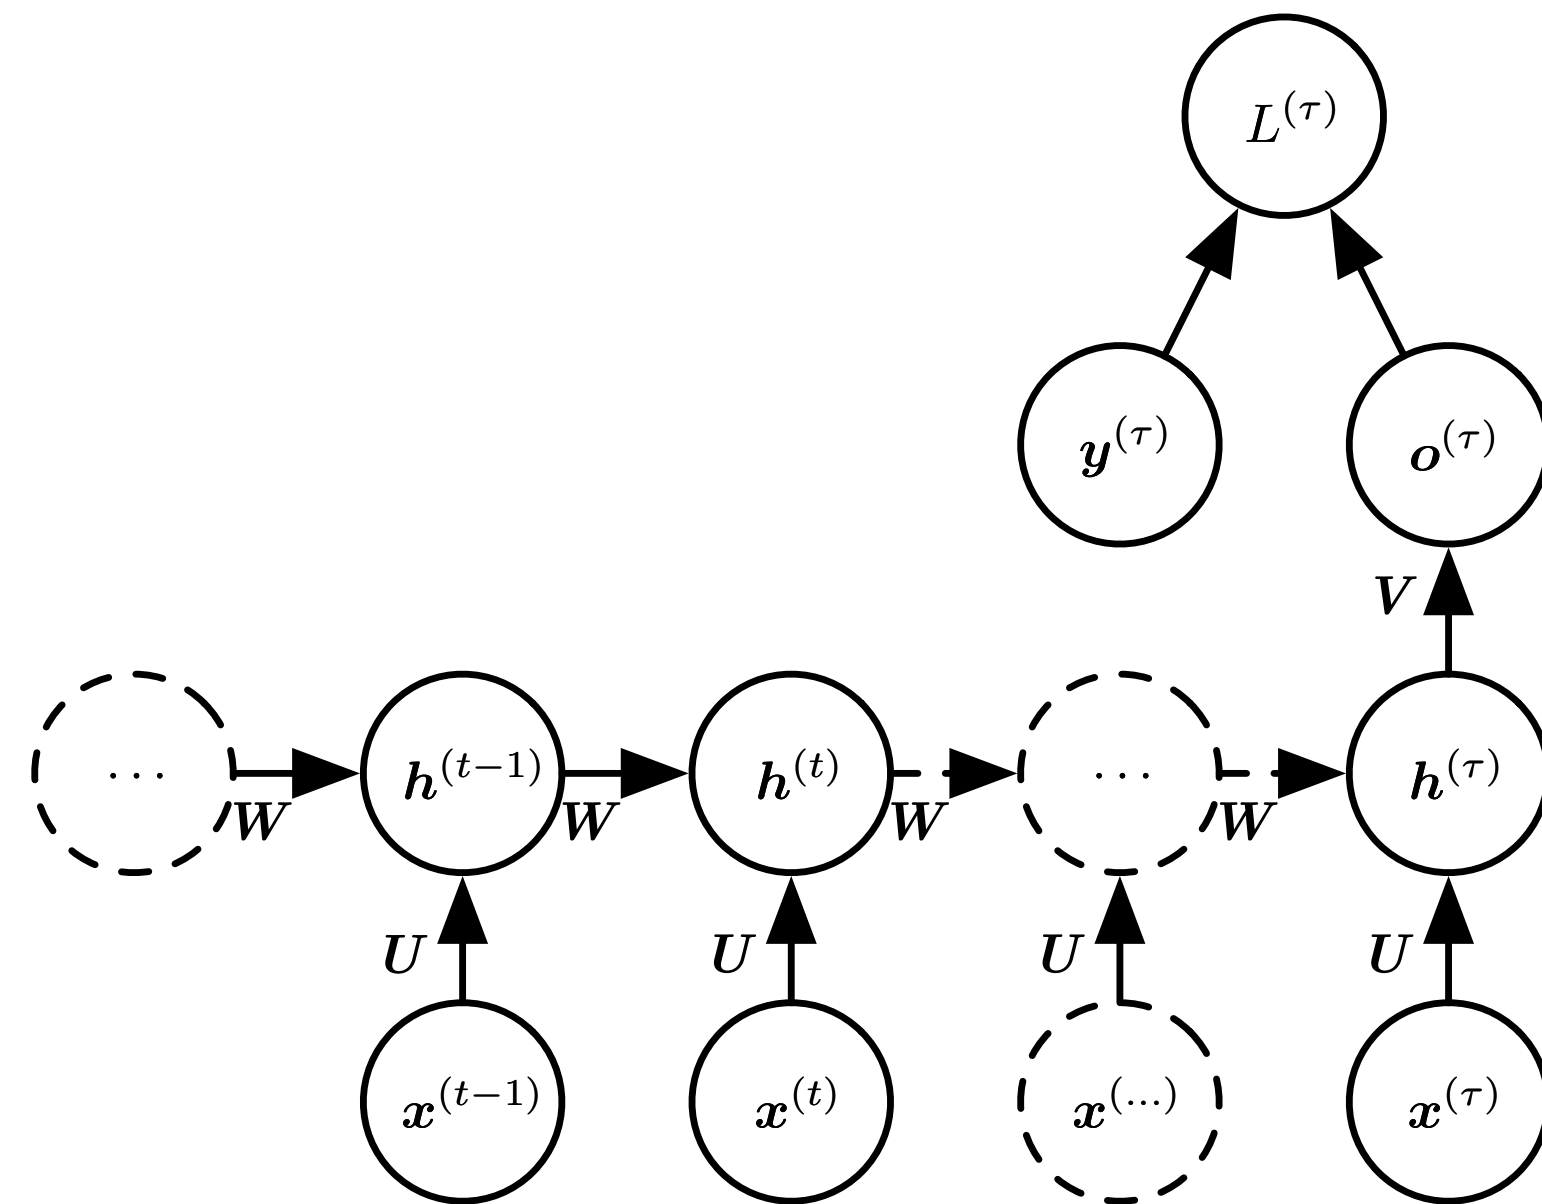 L^(τ)
y^(τ) o^(τ)
V
… h^(t−1) h^(t) … h^(τ)
W W W W
U U U U
x^(t−1) x^(t) x^(…) x^(τ)